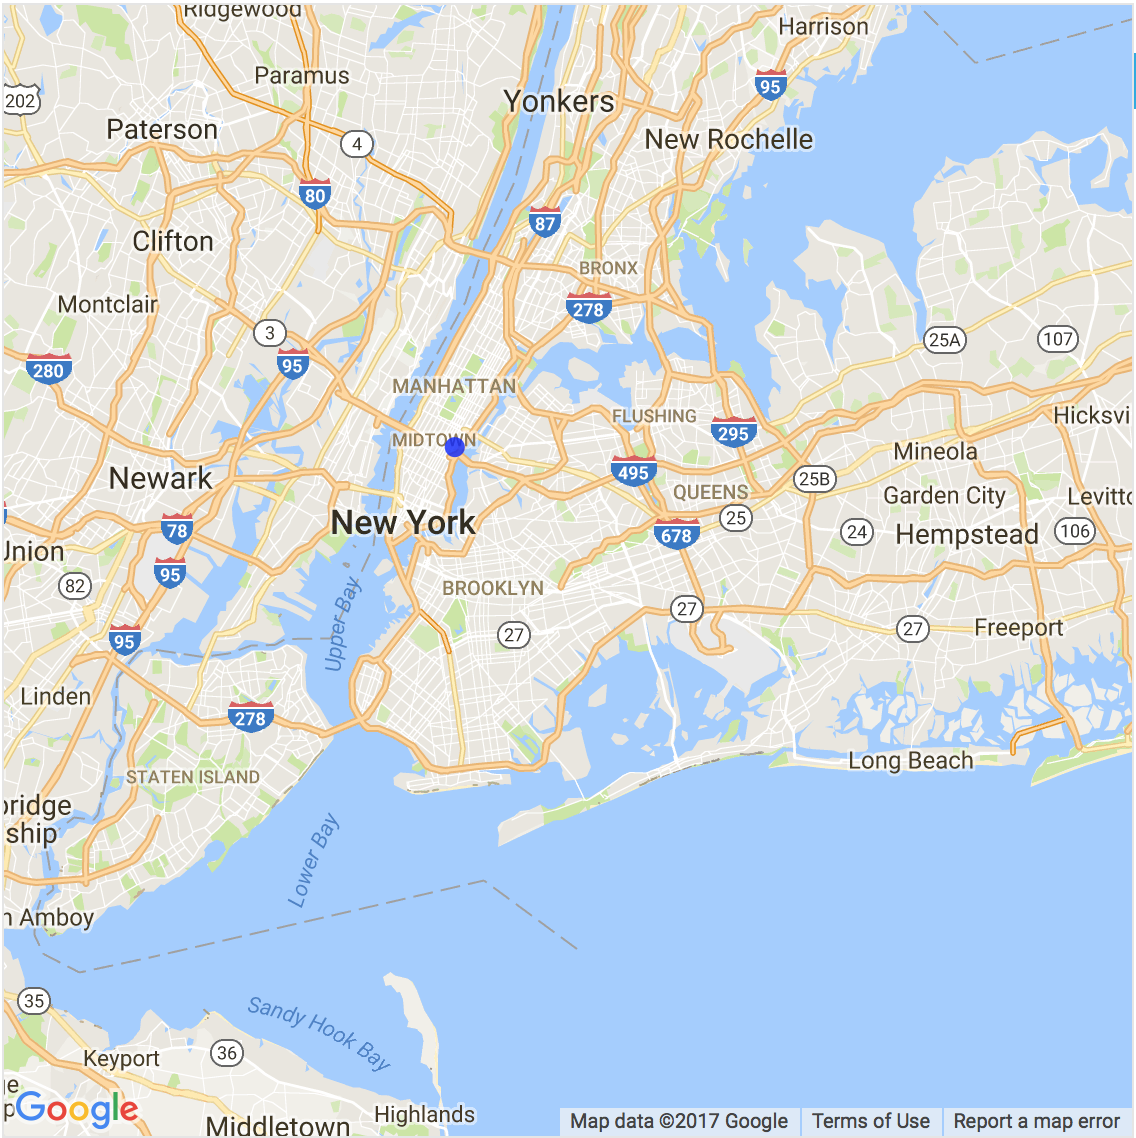 Ridgewood
Harrison
Paramus
95
202
Yonkers
Paterson
New Rochelle
4
80
87
Clifton
BRONX
Montclair
278
3
25A
107
95
280
MANHATTAN
FLUSHING
Hicksvi
295
MIDTOWN
Mineola
495
Newark
25B
QUEENS
Garden City
Levitto
25
New York
78
678
24
Hempstead
106
Union
95
82
BROOKLYN
27
Upper Bay
27
27
Freeport
95
Linden
278
Long Beach
STATEN ISLAND
bridge
ship
Lower Bay
n Amboy
35
Sandy Hook Bay
36
Keyport
ge
p
Google
Highlands
Middletown
Map data ©2017 Google
Terms of Use
Report a map error